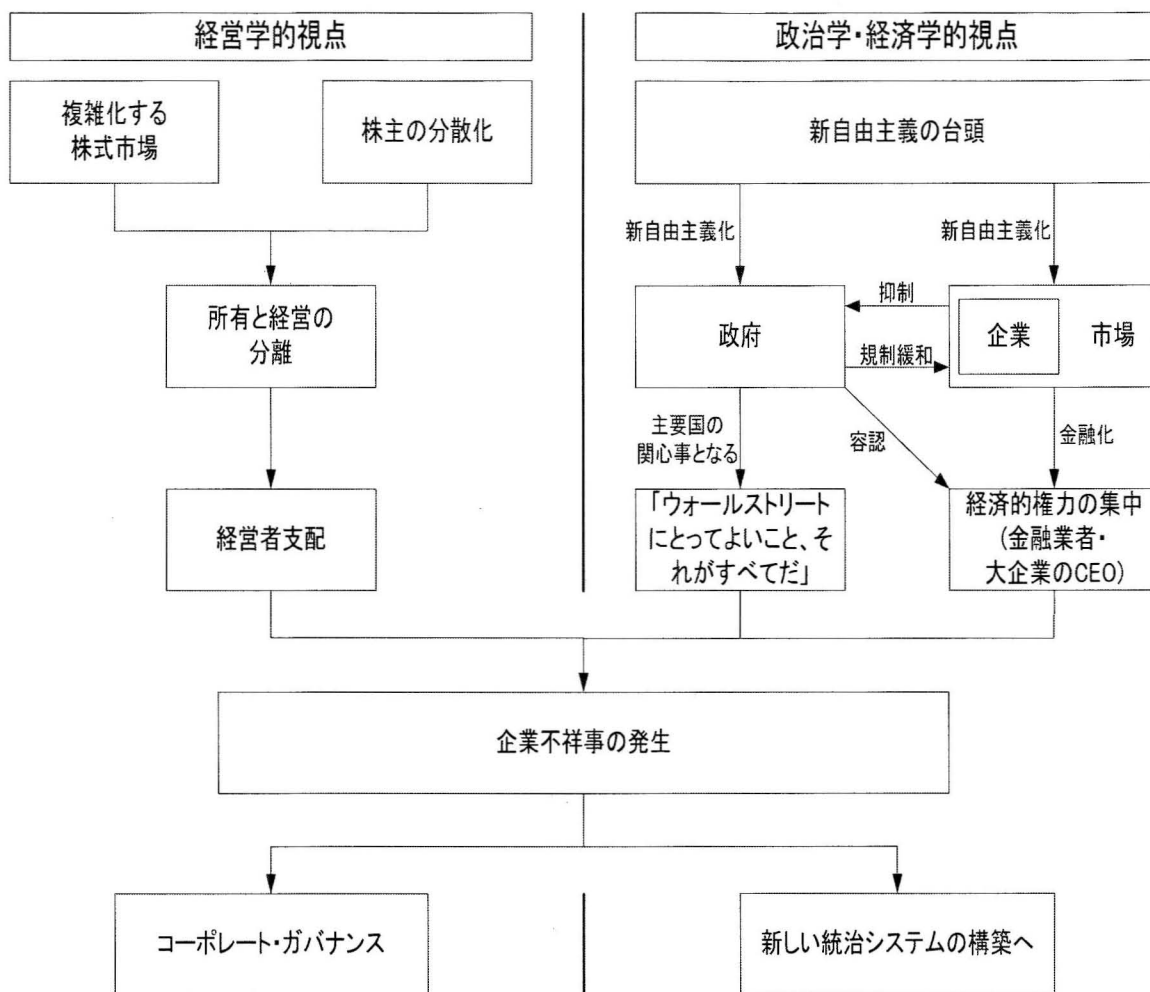 経営学的視点
複雑化する
株式市場
株主の分散化
所有と経営の
分離
経営者支配
政治学・経済学的視点
新自由主義の台頭
新自由主義化
新自由主義化
政府
抑制
規制緩和
企業
市場
主要国の
関心事となる
容認
金融化
「ウォールストリート
にとってよいこと、そ
れがすべてだ」
経済的権力の集中
(金融業者・
大企業のCEO)
企業不祥事の発生
コーポレート・ガバナンス
新しい統治システムの構築へ